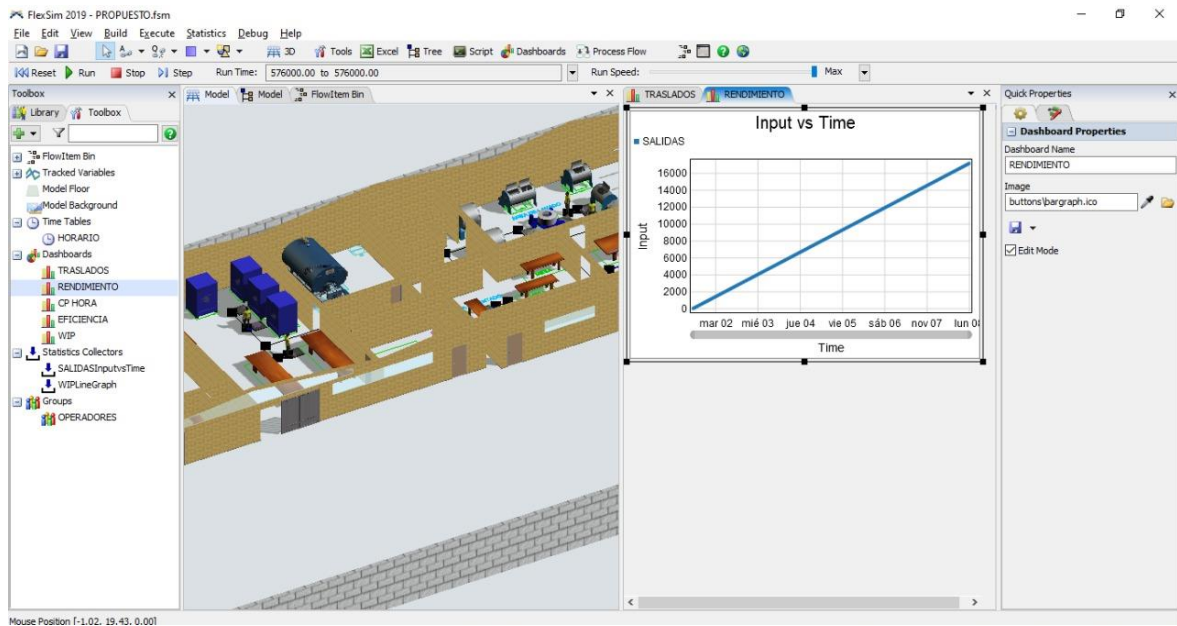 FlexSim 2019 - PROPUESTO.fsm
File Edit View Build Execute Statistics Debug Help
3D Tools Excel Tree Script Dashboards Process Flow
Reset Run Stop Step Run Time: 576000.00 to 576000.00 Run Speed: Max
Toolbox
Library Toolbox
FlowItem Bin
Tracked Variables
Model Floor
Model Background
Time Tables
HORARIO
Dashboards
TRASLADOS
RENDIMIENTO
CP HORA
EFICIENCIA
WIP
Statistics Collectors
SALIDASInputvsTime
WIPLineGraph
Groups
OPERADORES
Model Model FlowItem Bin
TRASLADOS RENDIMIENTO
Input vs Time
SALIDAS
16000
14000
12000
10000
8000
6000
4000
2000
0
Input
mar 02 mié 03 jue 04 vie 05 sáb 06 nov 07 lun 08
Time
Quick Properties
Dashboard Properties
Dashboard Name
RENDIMIENTO
Image
buttons\bargraph.ico
Edit Mode
Mouse Position [-1.02, 19.43, 0.00]